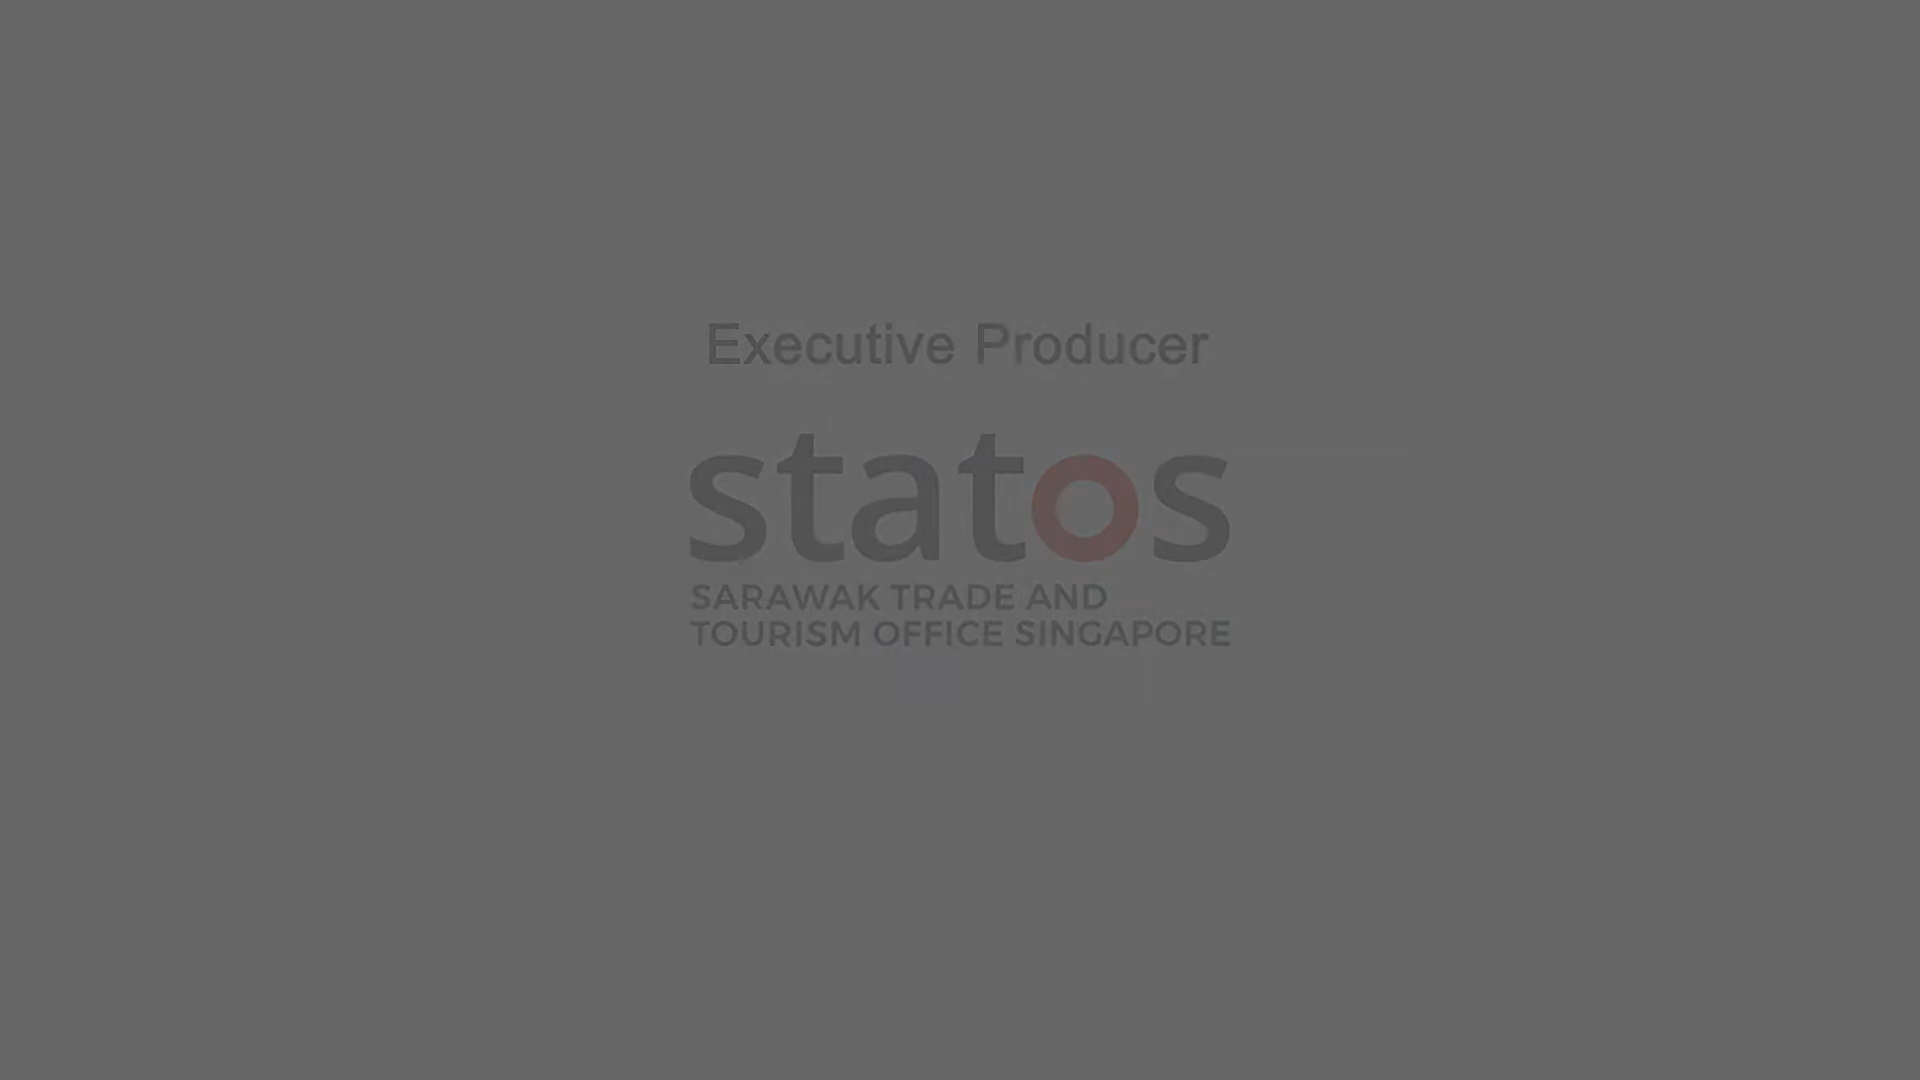 Executive Producer
statos
SARAWAK TRADE AND
TOURISM OFFICE SINGAPORE